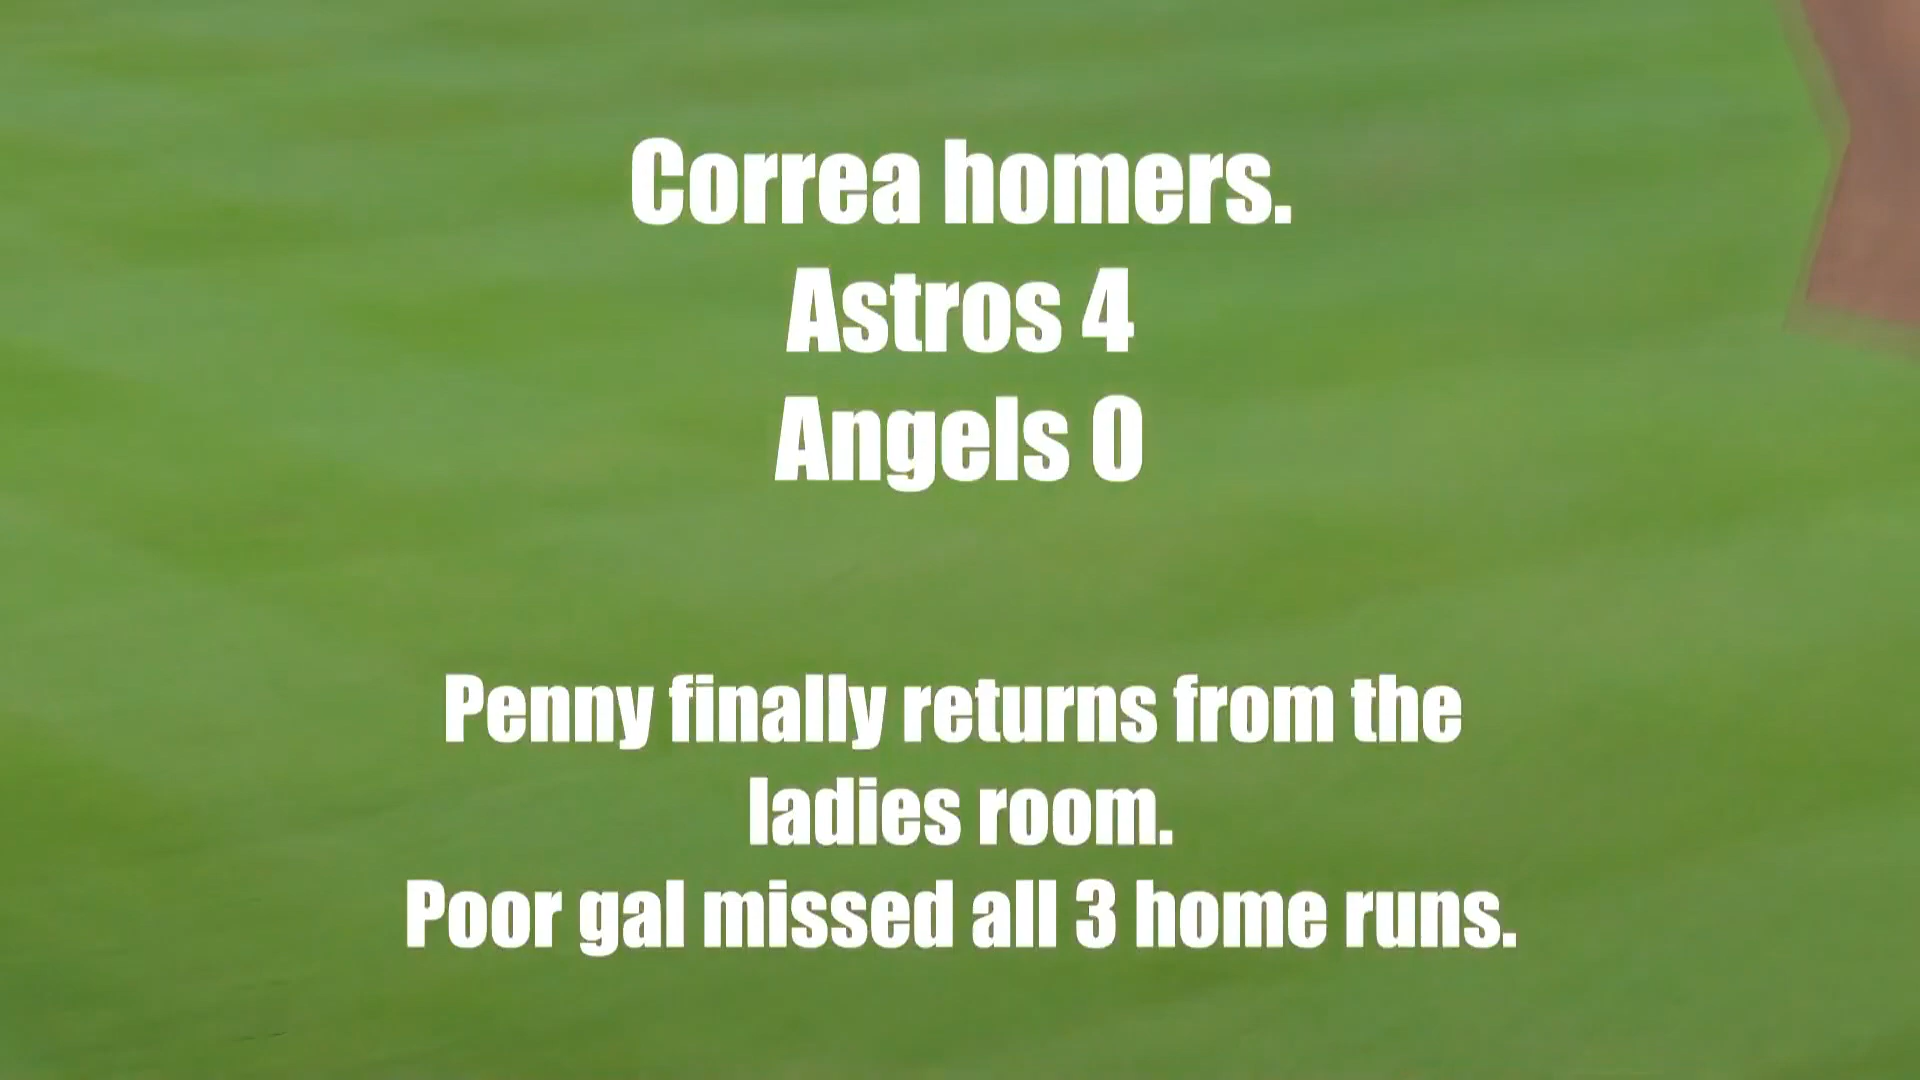 Correa homers.
Astros 4
Angels 0
Penny finally returns from the
ladies room.
Poor gal missed all 3 home runs.